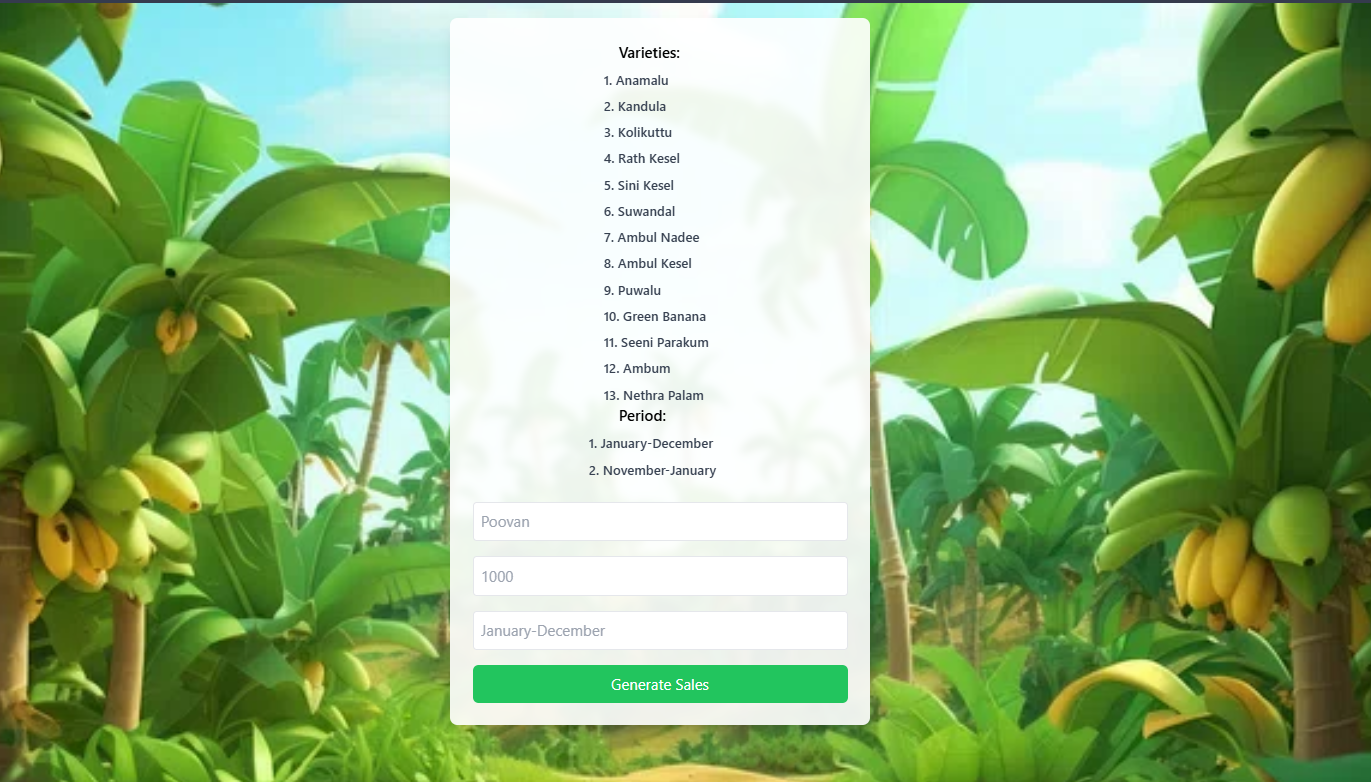 Varieties:
1. Anamalu
2. Kandula
3. Kolikuttu
4. Rath Kesel
5. Sini Kesel
6. Suwandal
7. Ambul Nadee
8. Ambul Kesel
9. Puwalu
10. Green Banana
11. Seeni Parakum
12. Ambum
13. Nethra Palam
Period:
1. January-December
2. November-January
Poovan
1000
January-December
Generate Sales